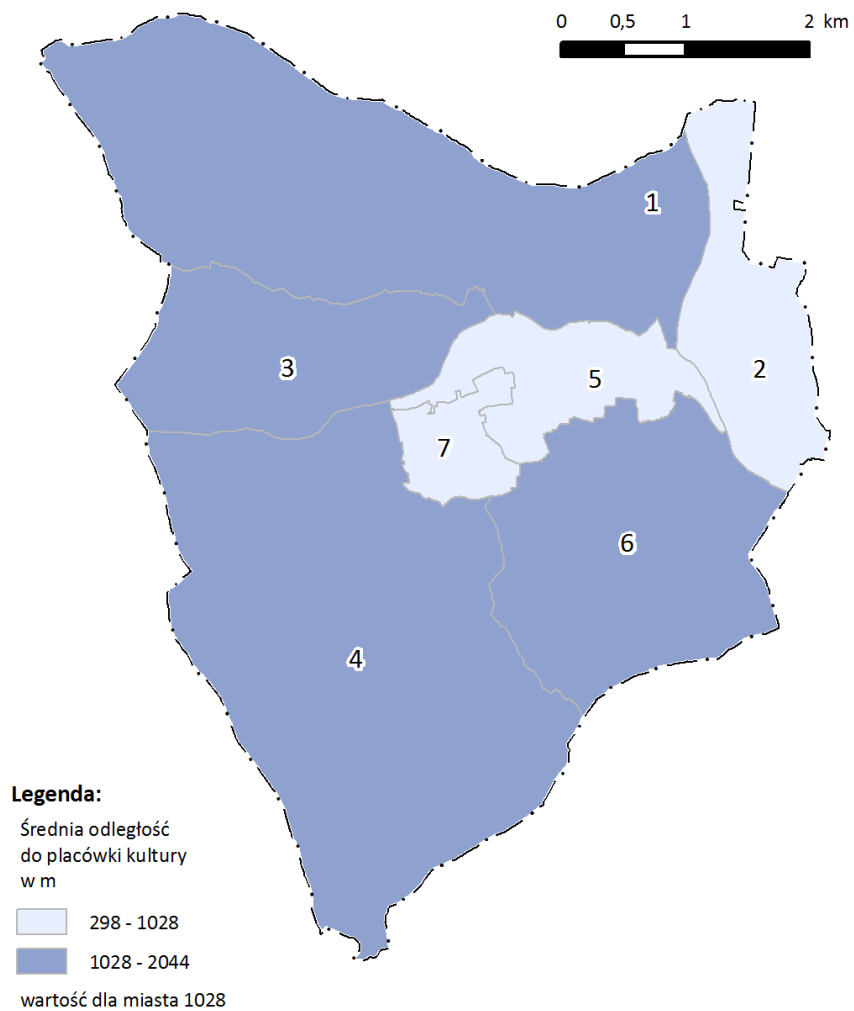 0 0,5 1 2 km
1
2
3
5
7
6
4
Legenda:
Średnia odległość
do placówki kultury
w m
298 - 1028
1028 - 2044
wartość dla miasta 1028